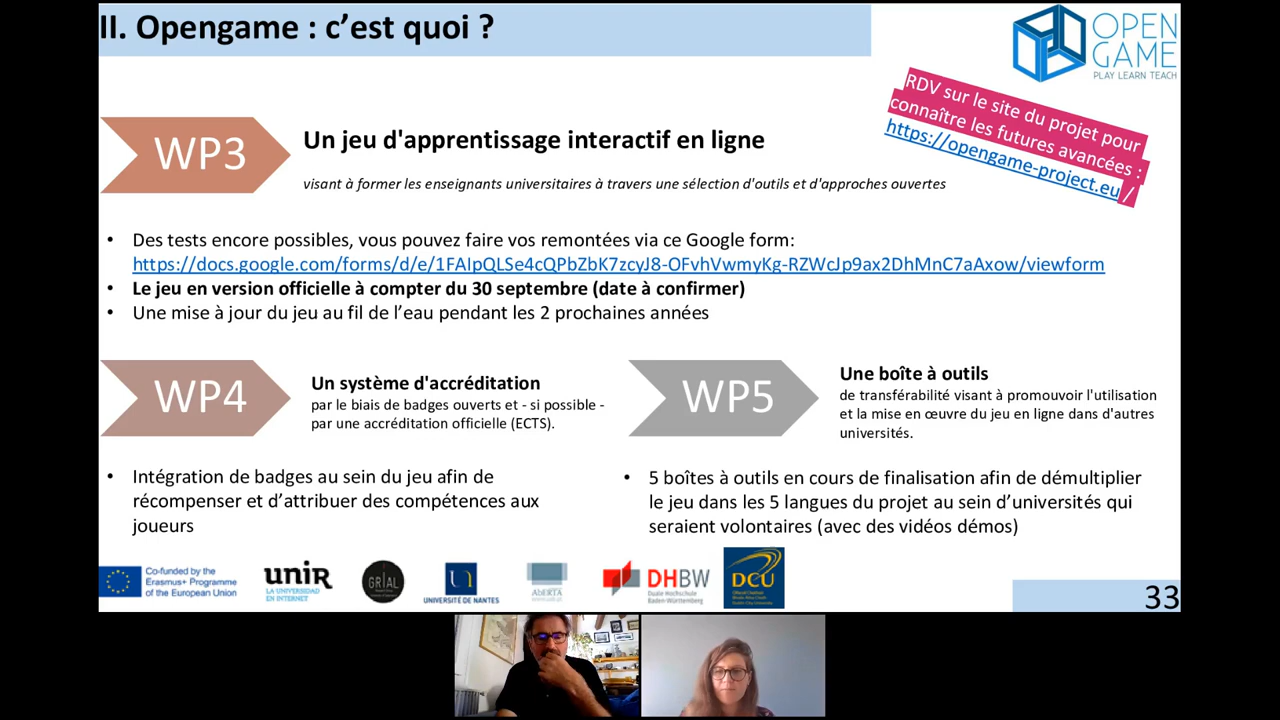 II. Opengame : c’est quoi ?
OPEN
GAME
PLAY LEARN TEACH
RDV sur le site du projet pour
connaître les futures avancées :
https://opengame-project.eu /
WP3
Un jeu d'apprentissage interactif en ligne
visant à former les enseignants universitaires à travers une sélection d'outils et d'approches ouvertes
• Des tests encore possibles, vous pouvez faire vos remontées via ce Google form:
https://docs.google.com/forms/d/e/1FAIpQLSe4cQPbZbK7zcyJ8-OFvhVwmyKg-RZWcJp9ax2DhMnC7aAxow/viewform
• Le jeu en version officielle à compter du 30 septembre (date à confirmer)
• Une mise à jour du jeu au fil de l’eau pendant les 2 prochaines années
WP4
Un système d'accréditation
par le biais de badges ouverts et - si possible -
par une accréditation officielle (ECTS).
• Intégration de badges au sein du jeu afin de
récompenser et d’attribuer des compétences aux
joueurs
WP5
Une boîte à outils
de transférabilité visant à promouvoir l'utilisation
et la mise en œuvre du jeu en ligne dans d'autres
universités.
• 5 boîtes à outils en cours de finalisation afin de démultiplier
le jeu dans les 5 langues du projet au sein d’universités qui
seraient volontaires (avec des vidéos démos)
Co-funded by the
Erasmus+ Programme
of the European Union
unir
LA UNIVERSIDAD
EN INTERNET
GRIAL
UNIVERSITÉ DE NANTES
AbERTA
DHBW
Duale Hochschule
Baden-Württemberg
DCU
33